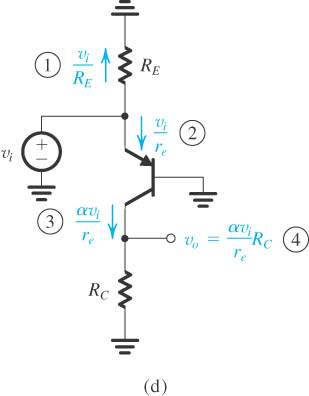 ① v_i/R_E R_E
v_i/r_e ②
+
v_i
−
③ αv_i/r_e
v_o = αv_i/r_e R_C ④
R_C
(d)